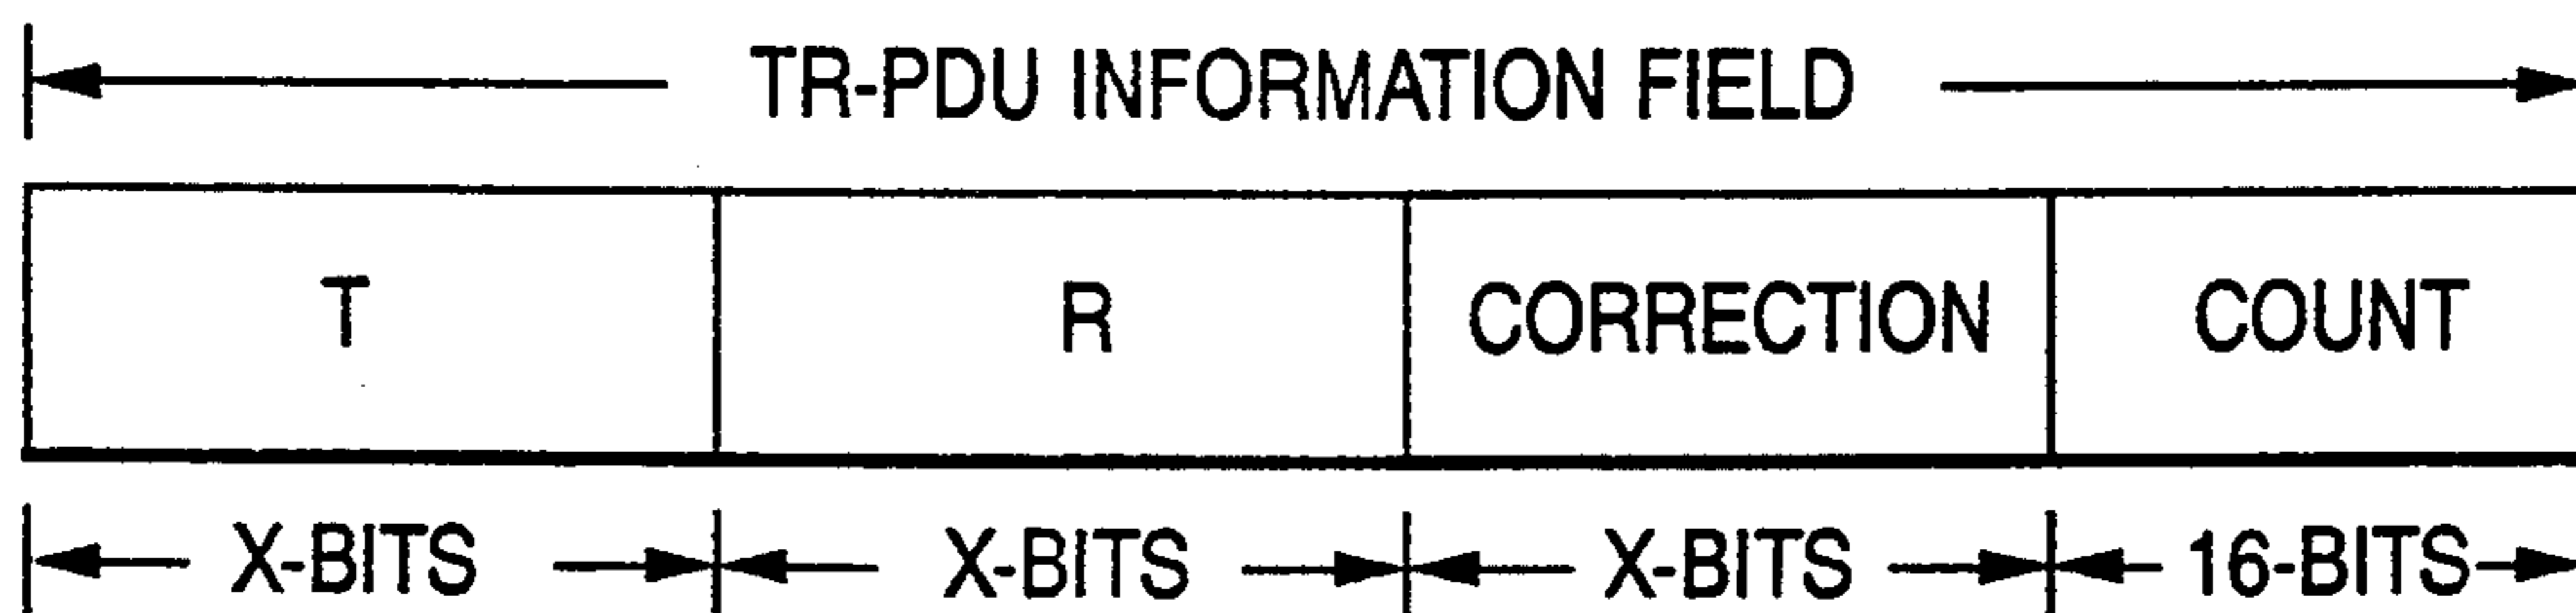 TR-PDU INFORMATION FIELD
T R CORRECTION COUNT
X-BITS X-BITS X-BITS 16-BITS